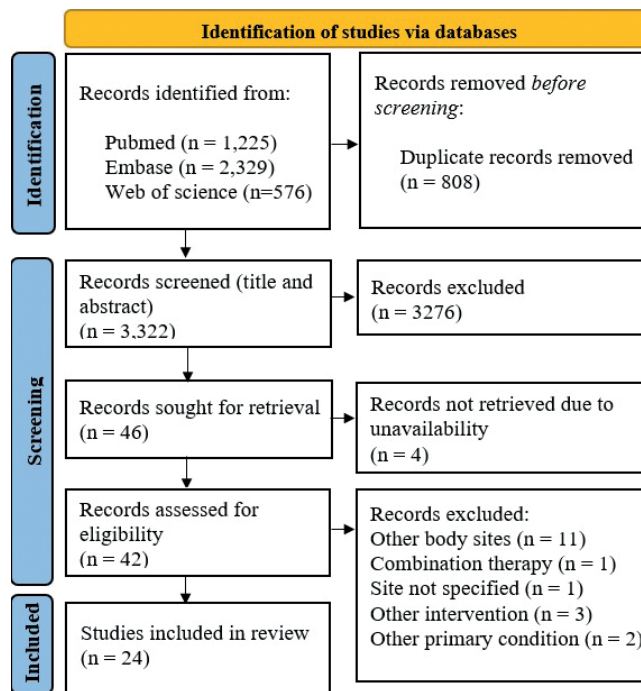 Identification of studies via databases
Identification
Records identified from:
Pubmed (n = 1,225)
Embase (n = 2,329)
Web of science (n=576)
Records removed before
screening:
Duplicate records removed
(n = 808)
Screening
Records screened (title and
abstract)
(n = 3,322)
Records excluded
(n = 3276)
Records sought for retrieval
(n = 46)
Records not retrieved due to
unavailability
(n = 4)
Records assessed for
eligibility
(n = 42)
Records excluded:
Other body sites (n = 11)
Combination therapy (n = 1)
Site not specified (n = 1)
Other intervention (n = 3)
Other primary condition (n = 2)
Included
Studies included in review
(n = 24)